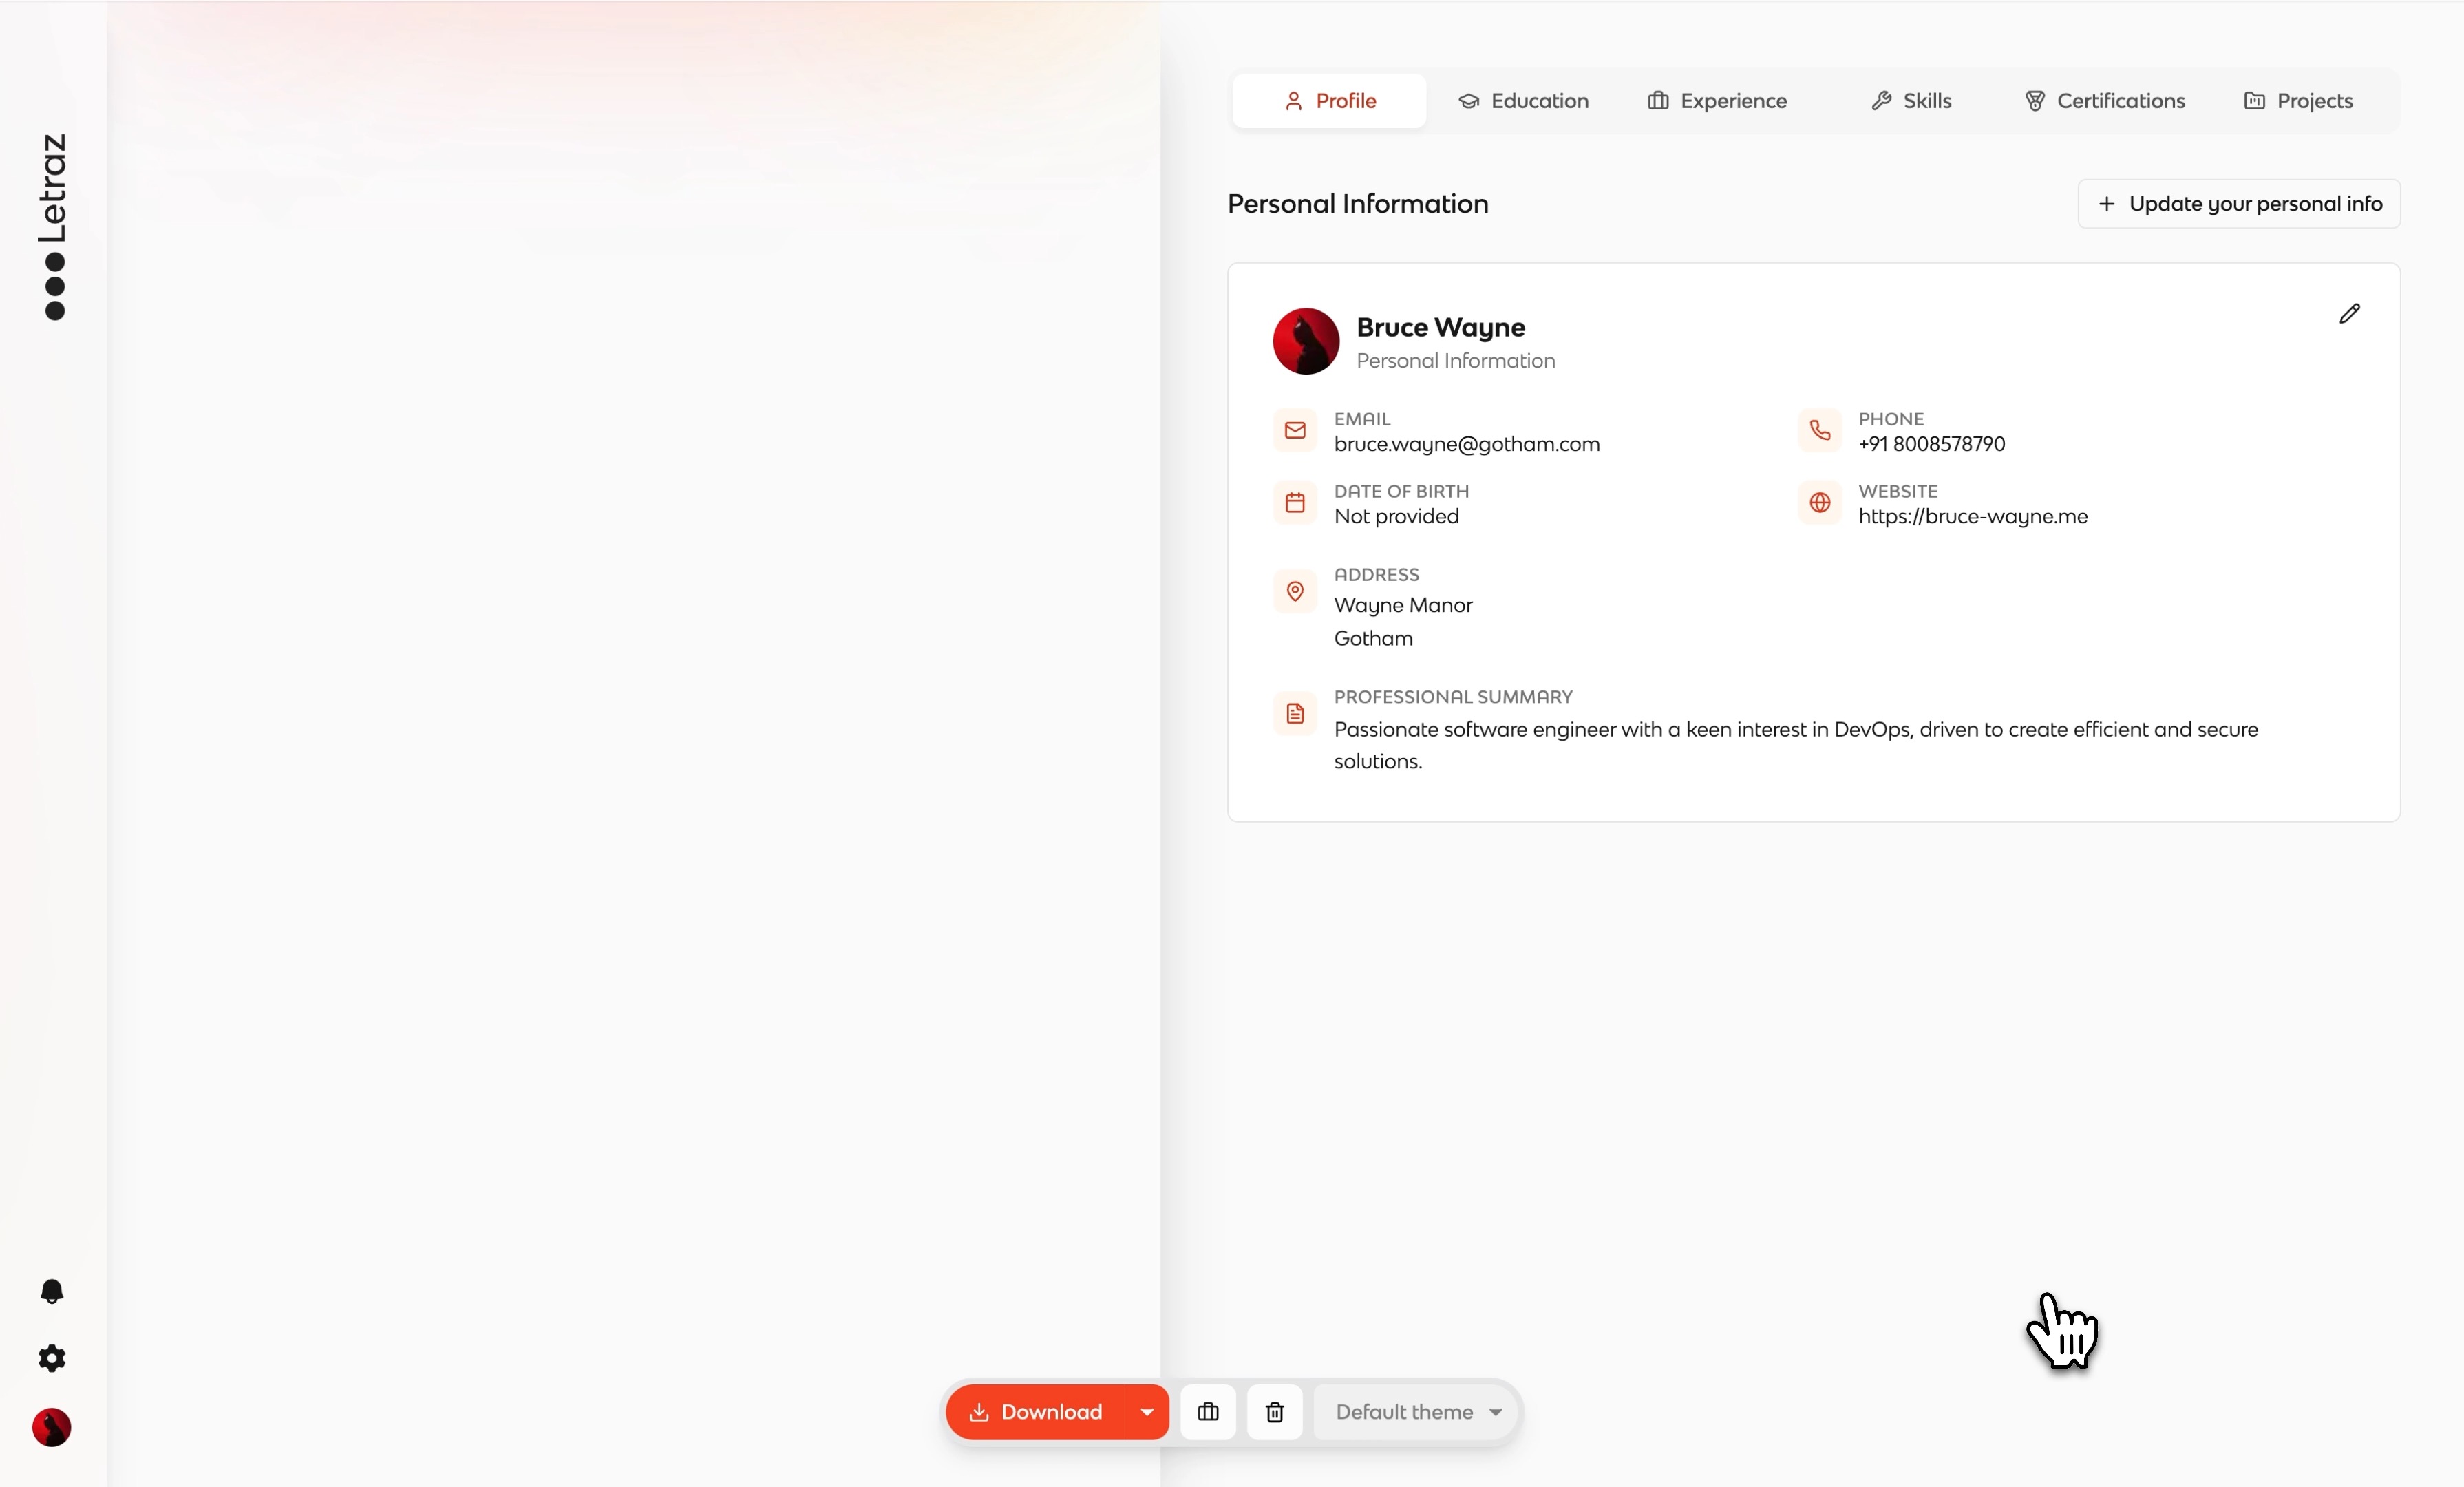 Letraz
Profile
Education
Experience
Skills
Certifications
Projects
Personal Information
Update your personal info
Bruce Wayne
Personal Information
EMAIL
bruce.wayne@gotham.com
PHONE
+91 8008578790
DATE OF BIRTH
Not provided
WEBSITE
https://bruce-wayne.me
ADDRESS
Wayne Manor
Gotham
PROFESSIONAL SUMMARY
Passionate software engineer with a keen interest in DevOps, driven to create efficient and secure
solutions.
Download
Default theme